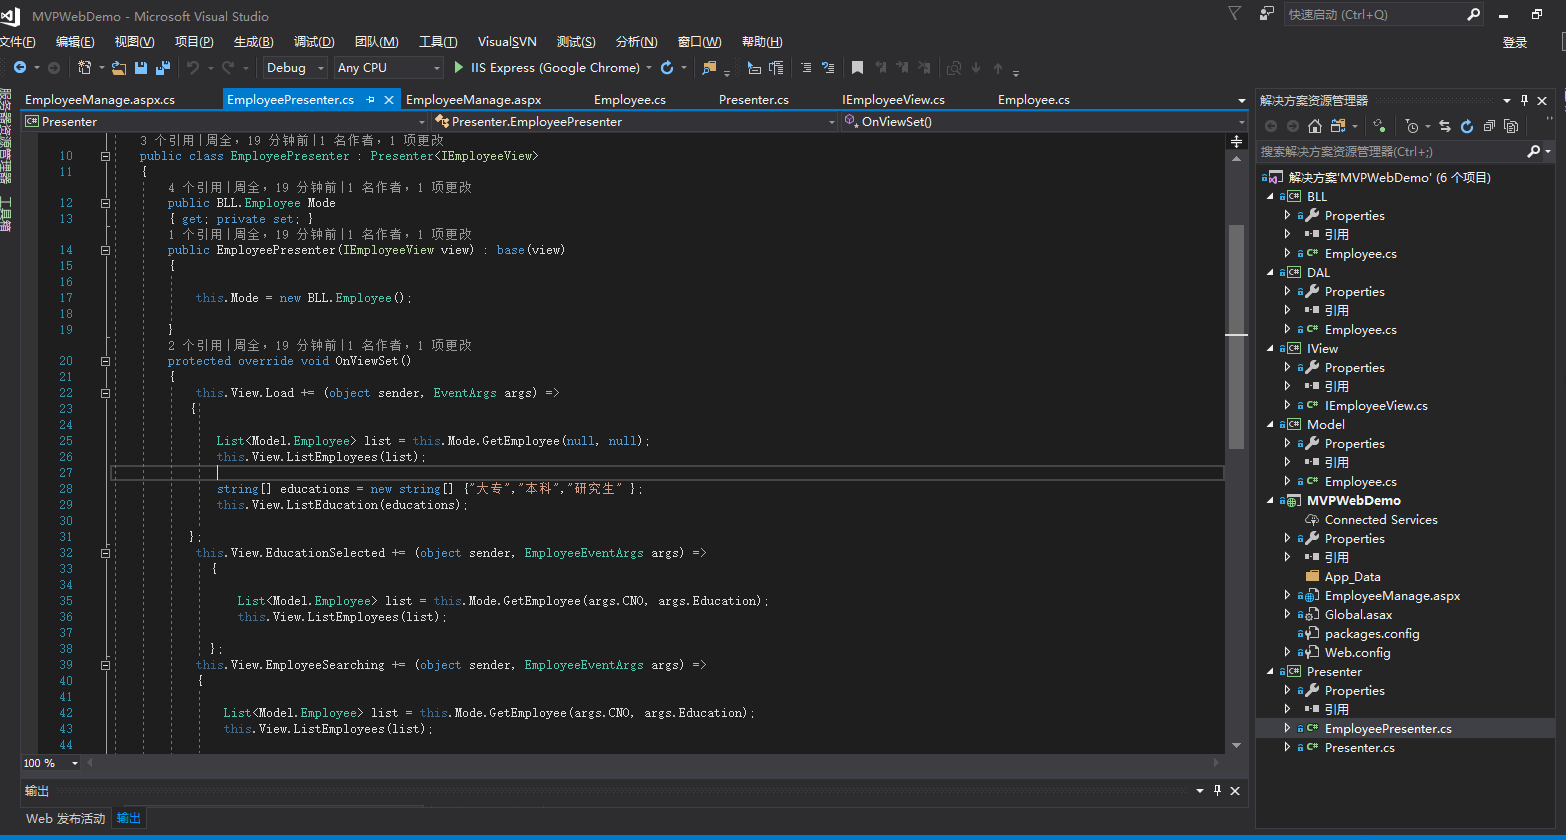 MVPWebDemo - Microsoft Visual Studio
快速启动 (Ctrl+Q)
文件(F) 编辑(E) 视图(V) 项目(P) 生成(B) 调试(D) 团队(M) 工具(T) VisualSVN 测试(S) 分析(N) 窗口(W) 帮助(H)
登录
Debug Any CPU IIS Express (Google Chrome)
服务器资源管理器
工具箱
EmployeeManage.aspx.cs EmployeePresenter.cs EmployeeManage.aspx Employee.cs Presenter.cs IEmployeeView.cs Employee.cs
Presenter Presenter.EmployeePresenter OnViewSet()
3 个引用|周全，19 分钟前|1 名作者，1 项更改
10 public class EmployeePresenter : Presenter<IEmployeeView>
11 {
4 个引用|周全，19 分钟前|1 名作者，1 项更改
12 public BLL.Employee Mode
13 { get; private set; }
1 个引用|周全，19 分钟前|1 名作者，1 项更改
14 public EmployeePresenter(IEmployeeView view) : base(view)
15 {
16
17 this.Mode = new BLL.Employee();
18
19 }
2 个引用|周全，19 分钟前|1 名作者，1 项更改
20 protected override void OnViewSet()
21 {
22 this.View.Load += (object sender, EventArgs args) =>
23 {
24
25 List<Model.Employee> list = this.Mode.GetEmployee(null, null);
26 this.View.ListEmployees(list);
27
28 string[] educations = new string[] {"大专","本科","研究生" };
29 this.View.ListEducation(educations);
30
31 };
32 this.View.EducationSelected += (object sender, EmployeeEventArgs args) =>
33 {
34
35 List<Model.Employee> list = this.Mode.GetEmployee(args.CNO, args.Education);
36 this.View.ListEmployees(list);
37
38 };
39 this.View.EmployeeSearching += (object sender, EmployeeEventArgs args) =>
40 {
41
42 List<Model.Employee> list = this.Mode.GetEmployee(args.CNO, args.Education);
43 this.View.ListEmployees(list);
44
100 %
输出
Web 发布活动 输出
解决方案资源管理器
搜索解决方案资源管理器(Ctrl+;)
解决方案'MVPWebDemo' (6 个项目)
C# BLL
Properties
引用
C# Employee.cs
C# DAL
Properties
引用
C# Employee.cs
C# IView
Properties
引用
C# IEmployeeView.cs
C# Model
Properties
引用
C# Employee.cs
MVPWebDemo
Connected Services
Properties
引用
App_Data
EmployeeManage.aspx
Global.asax
packages.config
Web.config
C# Presenter
Properties
引用
C# EmployeePresenter.cs
C# Presenter.cs